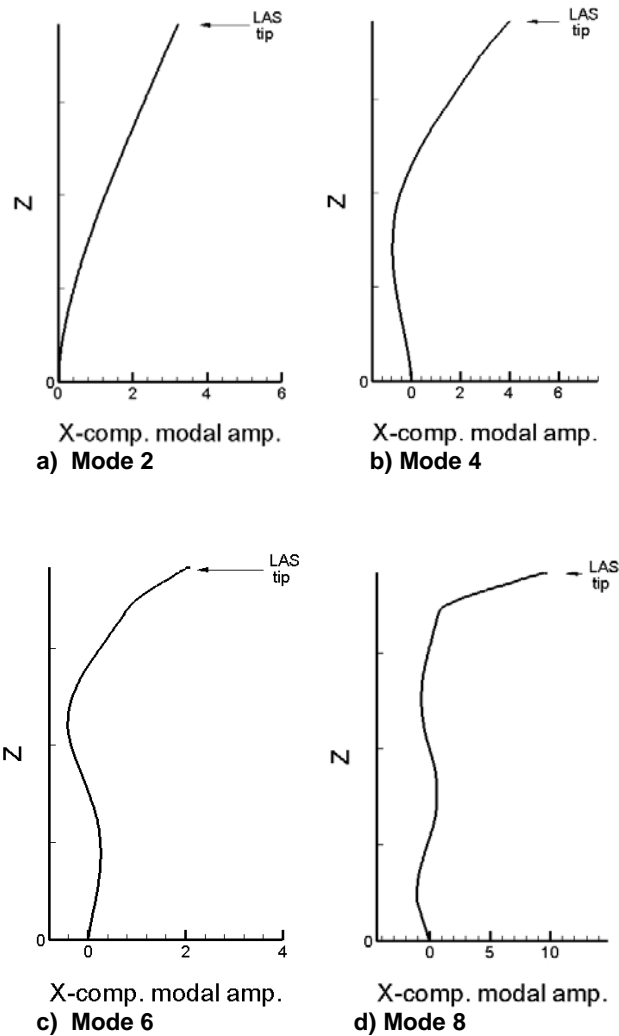 LAS
tip
Z
0
0 2 4 6
X-comp. modal amp.
a) Mode 2
LAS
tip
Z
0
0 2 4 6
X-comp. modal amp.
b) Mode 4
LAS
tip
Z
0
0 2 4
X-comp. modal amp.
c) Mode 6
LAS
tip
Z
0
0 5 10
X-comp. modal amp.
d) Mode 8